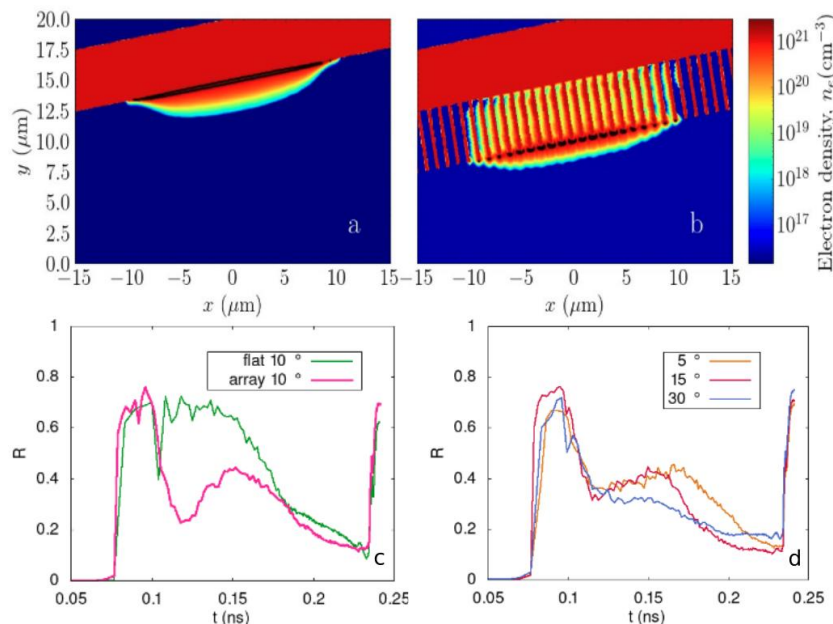 20.0
17.5
15.0
12.5
10.0
7.5
5.0
2.5
0.0
y (μm)
a
b
−15 −10 −5 0 5 10 15
−15 −10 −5 0 5 10 15
x (μm)
x (μm)
10^21
10^20
10^19
10^18
10^17
Electron density, n_e(cm^−3)
1
0.8
0.6
0.4
0.2
0
R
flat 10 °
array 10 °
c
0.05 0.1 0.15 0.2 0.25
t (ns)
1
0.8
0.6
0.4
0.2
0
R
5 °
15 °
30 °
d
0.05 0.1 0.15 0.2 0.25
t (ns)